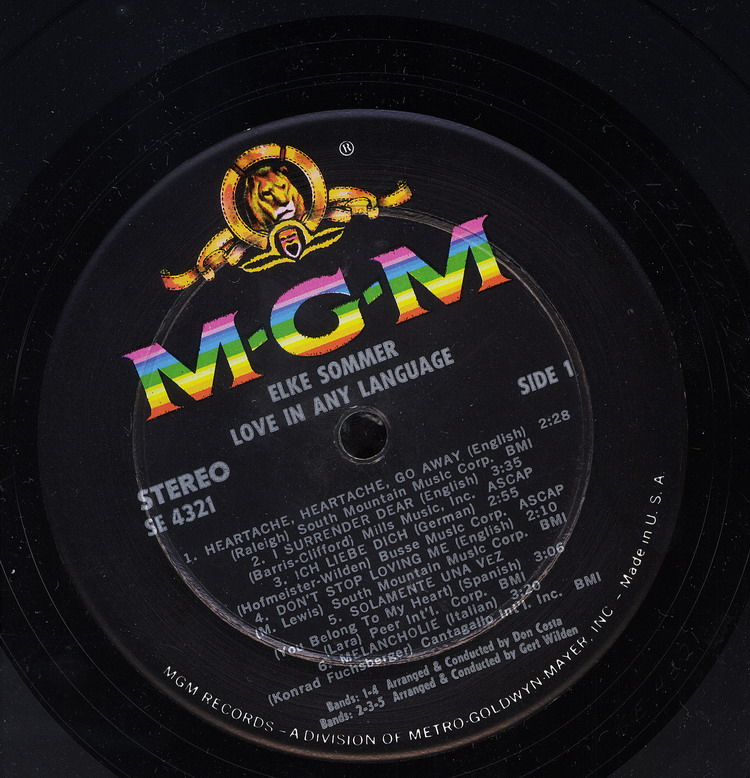 ®
M-G-M
ELKE SOMMER
LOVE IN ANY LANGUAGE
SIDE 1
STEREO
SE 4321
1. HEARTACHE, HEARTACHE, GO AWAY (English) 2:28
(Raleigh) South Mountain Music Corp. BMI
2. I SURRENDER DEAR (English) 3:35
(Barris-Clifford) Mills Music, Inc. ASCAP
3. ICH LIEBE DICH (German) 2:55
(Hofmeister-Wilden) Busse Music Corp. ASCAP
4. DON'T STOP LOVING ME (English) 2:10
(M. Lewis) South Mountain Music Corp. BMI
5. SOLAMENTE UNA VEZ
(You Belong To My Heart) (Spanish) 3:06
(Lara) Peer Int'l. Corp. BMI
6. MELANCHOLIE (Italian) 3:20
(Konrad Fuchsberger) Cantagallo Int'l. Inc. BMI
Bands: 1-4 Arranged & Conducted by Don Costa
Bands: 2-3-5 Arranged & Conducted by Gert Wilden
MGM RECORDS - A DIVISION OF METRO-GOLDWYN-MAYER, INC - Made in U. S. A.